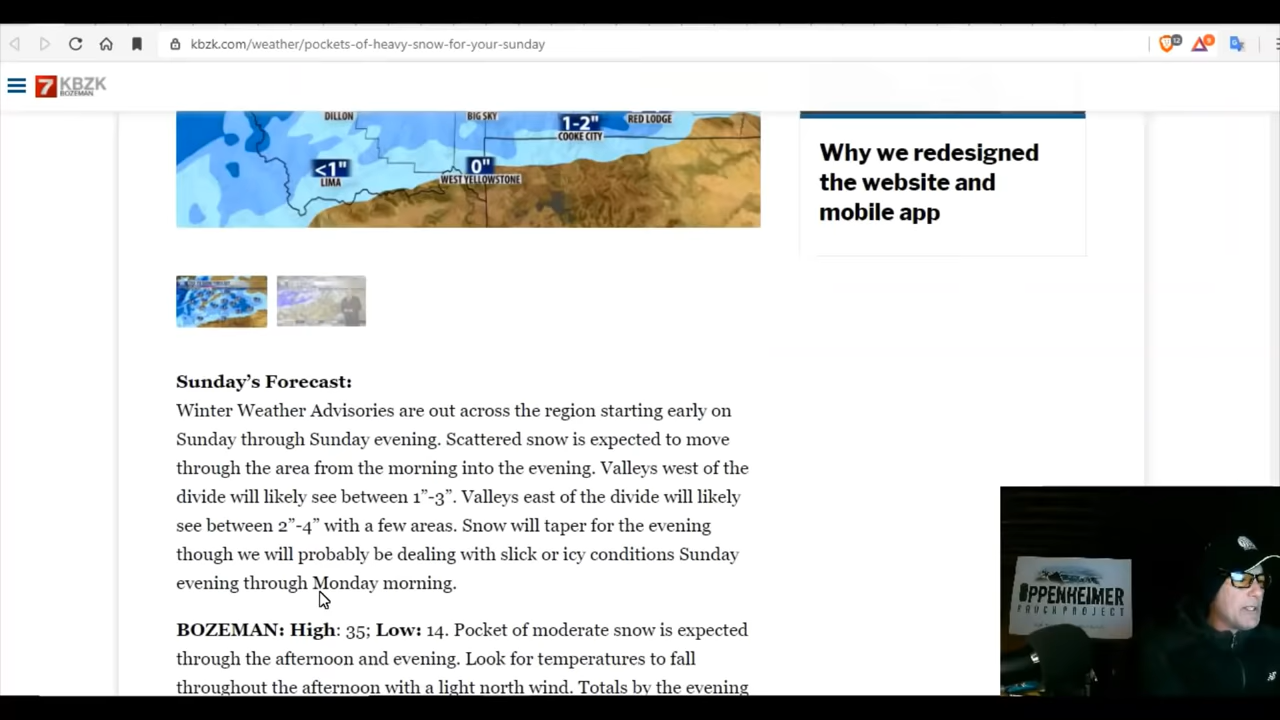 kbzk.com/weather/pockets-of-heavy-snow-for-your-sunday
7 KBZK
BOZEMAN
DILLON
BIG SKY
1-2"
RED LODGE
COOKE CITY
<1"
LIMA
0"
WEST YELLOWSTONE
Why we redesigned
the website and
mobile app
Sunday’s Forecast:
Winter Weather Advisories are out across the region starting early on
Sunday through Sunday evening. Scattered snow is expected to move
through the area from the morning into the evening. Valleys west of the
divide will likely see between 1”-3”. Valleys east of the divide will likely
see between 2”-4” with a few areas. Snow will taper for the evening
though we will probably be dealing with slick or icy conditions Sunday
evening through Monday morning.
BOZEMAN: High: 35; Low: 14. Pocket of moderate snow is expected
through the afternoon and evening. Look for temperatures to fall
throughout the afternoon with a light north wind. Totals by the evening
OPPENHEIMER
RANCH PROJECT